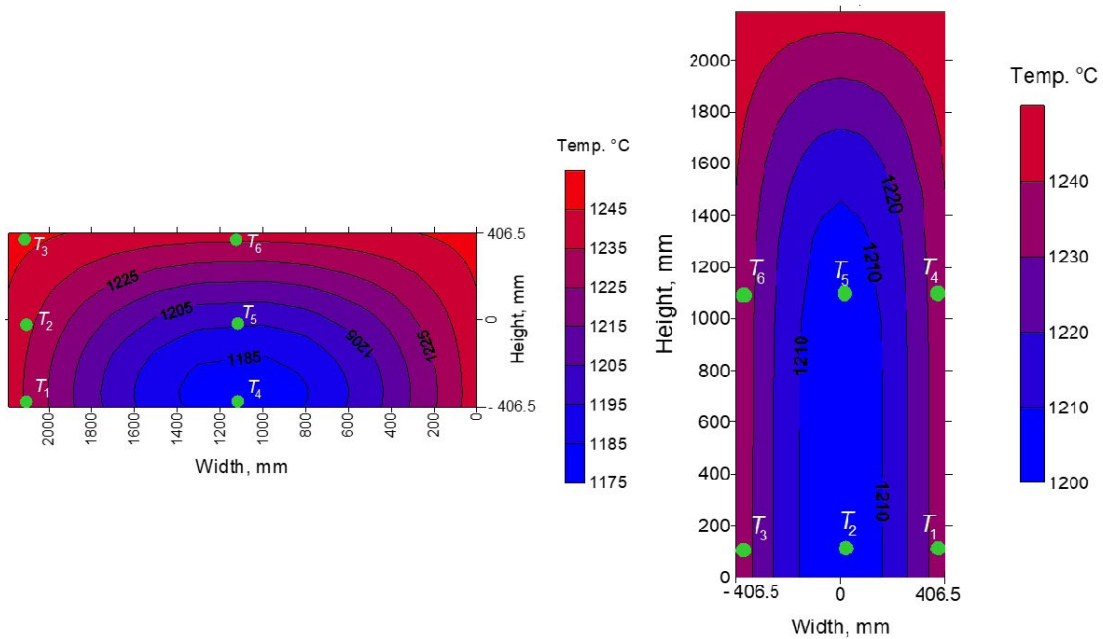 Temp. °C
1245
1235
1225
1215
1205
1195
1185
1175
T3
T6
T2
T5
T1
T4
1225
1205
1185
1205
1225
406.5
0
- 406.5
Height, mm
2000
1800
1600
1400
1200
1000
800
600
400
200
0
Width, mm
2000
1800
1600
1400
1200
1000
800
600
400
200
0
Height, mm
1220
1210
1210
1210
T6
T5
T4
T3
T2
T1
- 406.5
0
406.5
Width, mm
Temp. °C
1240
1230
1220
1210
1200